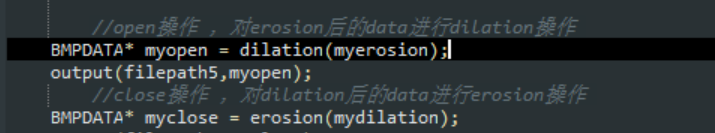 //open操作 , 对erosion后的data进行dilation操作
BMPDATA* myopen = dilation(myerosion);
output(filepath5,myopen);
//close操作 , 对dilation后的data进行erosion操作
BMPDATA* myclose = erosion(mydilation);